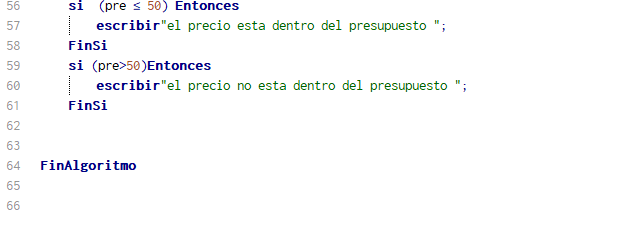 56 si (pre ≤ 50) Entonces
57 escribir"el precio esta dentro del presupuesto ";
58 FinSi
59 si (pre>50)Entonces
60 escribir"el precio no esta dentro del presupuesto ";
61 FinSi
62
63
64 FinAlgoritmo
65
66